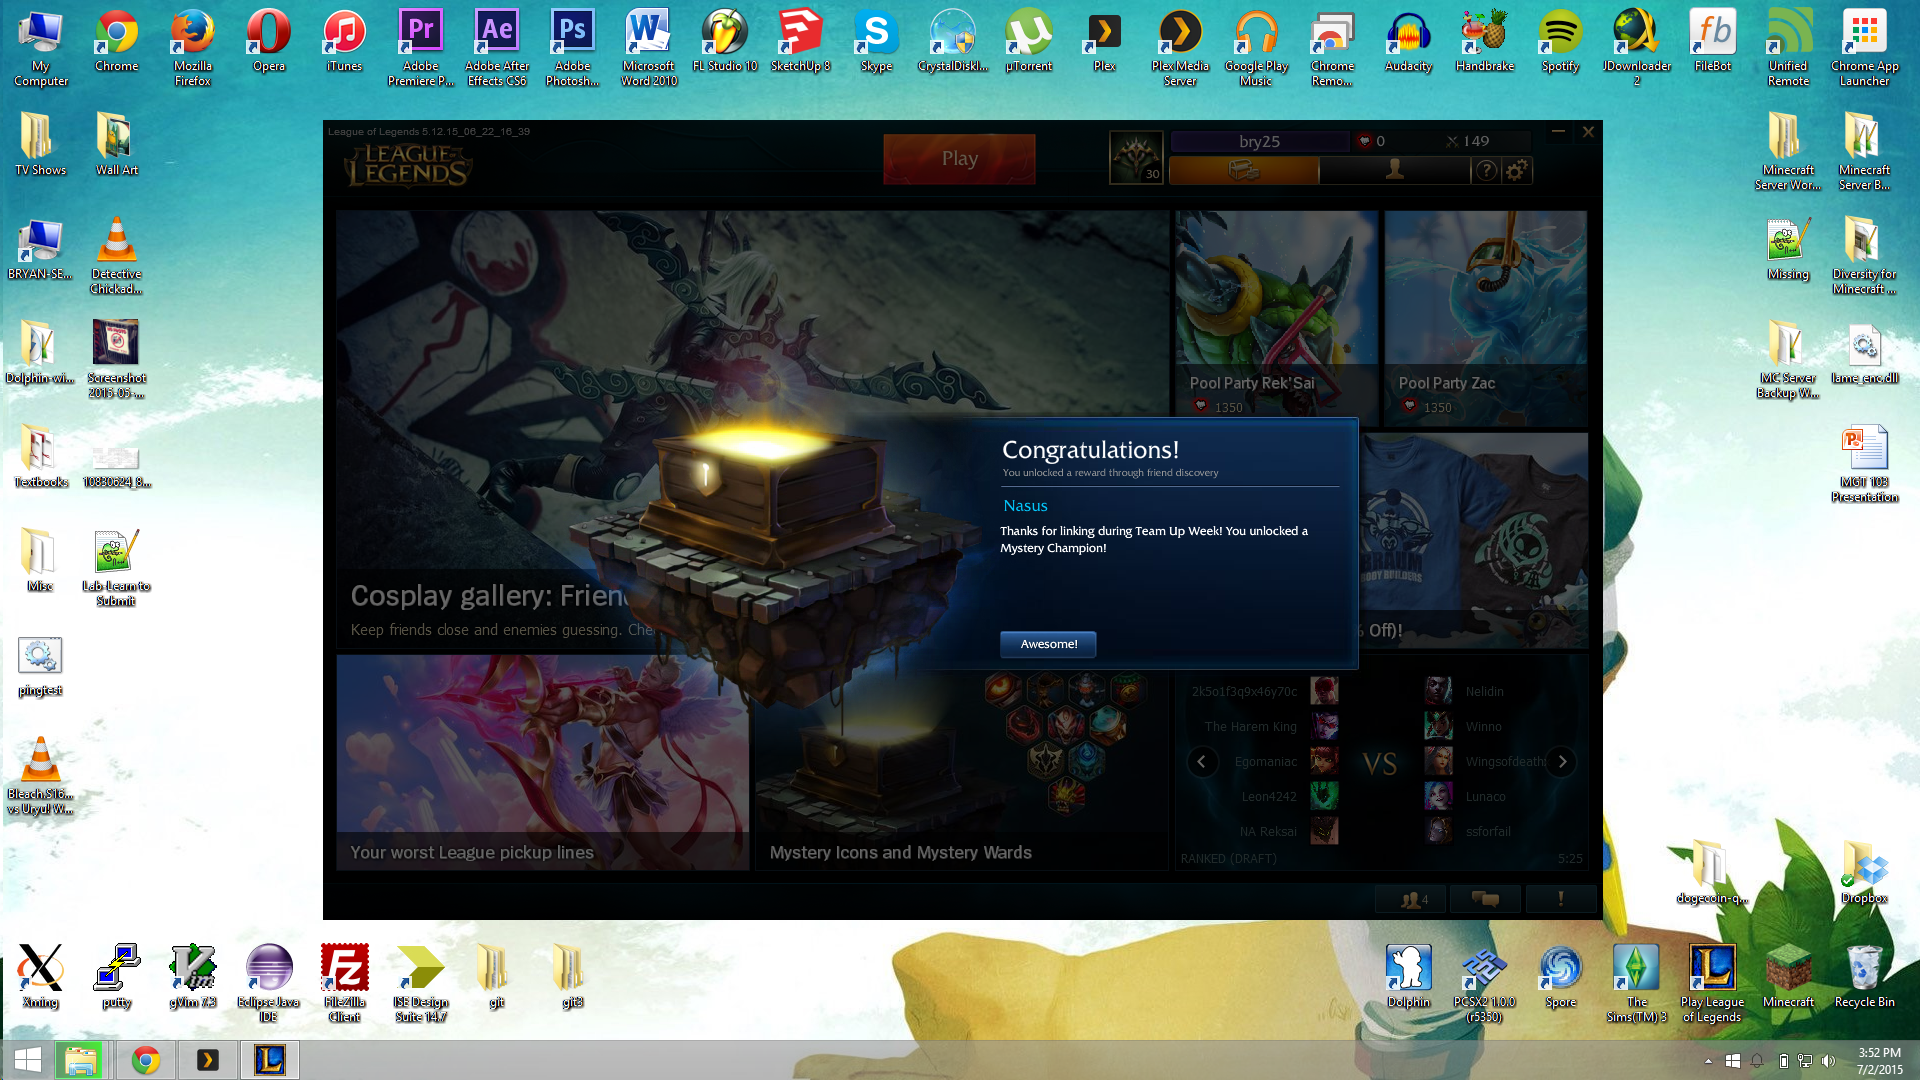 My Computer
Chrome
Mozilla Firefox
Opera
iTunes
Adobe Premiere P...
Adobe After Effects CS6
Adobe Photosh...
Microsoft Word 2010
FL Studio 10
SketchUp 8
Skype
CrystalDiskI...
µTorrent
Plex
Plex Media Server
Google Play Music
Chrome Remo...
Audacity
Handbrake
Spotify
JDownloader 2
FileBot
Unified Remote
Chrome App Launcher
TV Shows
Wall Art
BRYAN-SE...
Detective Chickad...
Dolphin-wi...
Screenshot 2015-05-...
Textbooks
10830624_8...
Misc
Lab-Learn to Submit
pingtest
Bleach.S16... vs Uryu! W...
League of Legends 5.12.15_06_22_16_39
LEAGUE OF LEGENDS
Play
30
bry25
0
149
?
Pool Party Rek'Sai
1350
Pool Party Zac
1350
Congratulations!
You unlocked a reward through friend discovery
Nasus
Thanks for linking during Team Up Week! You unlocked a
Mystery Champion!
Awesome!
Cosplay gallery: Frien
Keep friends close and enemies guessing. Che
BODY BUILDERS
% Off)!
Your worst League pickup lines
Mystery Icons and Mystery Wards
2k5o1f3q9x46y70c
Nelidin
The Harem King
Winno
Egomaniac
VS
Wingsofdeath
Leon4242
Lunaco
NA Reksai
ssforfail
RANKED (DRAFT)
5:25
4
!
Minecraft Server Wor...
Minecraft Server B...
Missing
Diversity for Minecraft ...
MC Server Backup W...
lame_enc.dll
MGT 103 Presentation
dogecoin-q...
Dropbox
Xming
putty
gVim 7.3
Eclipse Java IDE
FileZilla Client
ISE Design Suite 14.7
git
git3
Dolphin
PCSX2 1.0.0 (r5350)
Spore
The Sims(TM) 3
Play League of Legends
Minecraft
Recycle Bin
3:52 PM
7/2/2015